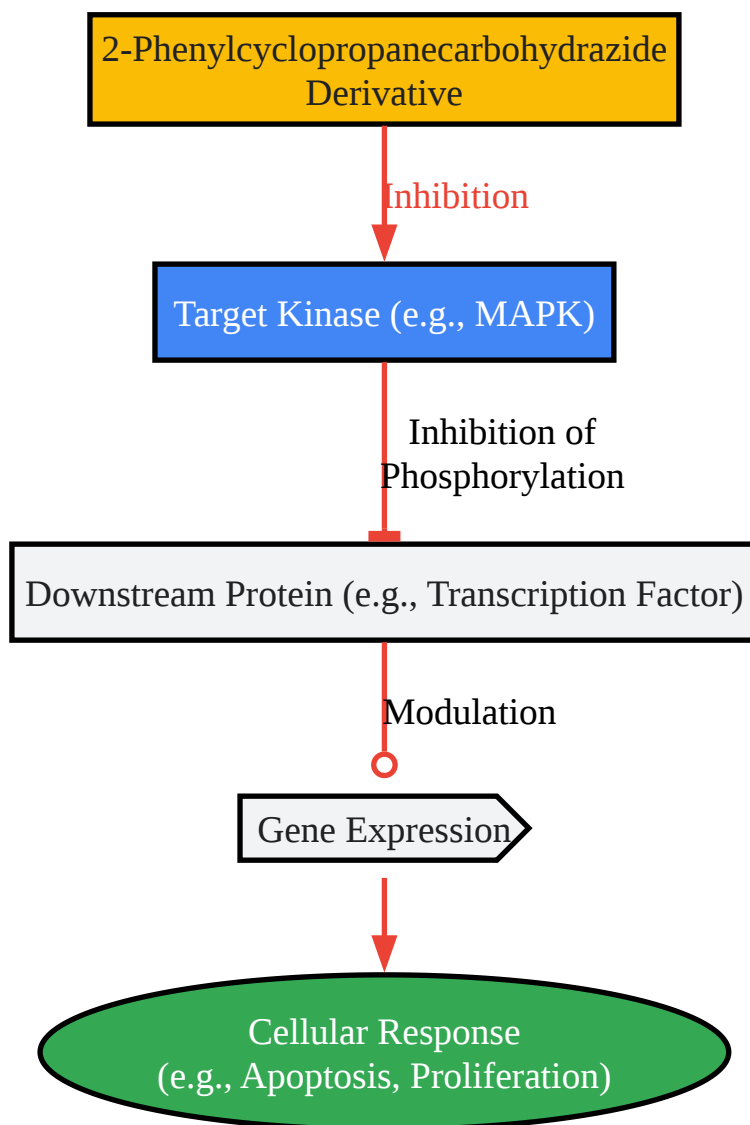 2-Phenylcyclopropanecarbohydrazide
Derivative
Inhibition
Target Kinase (e.g., MAPK)
Inhibition of
Phosphorylation
Downstream Protein (e.g., Transcription Factor)
Modulation
Gene Expression
Cellular Response
(e.g., Apoptosis, Proliferation)